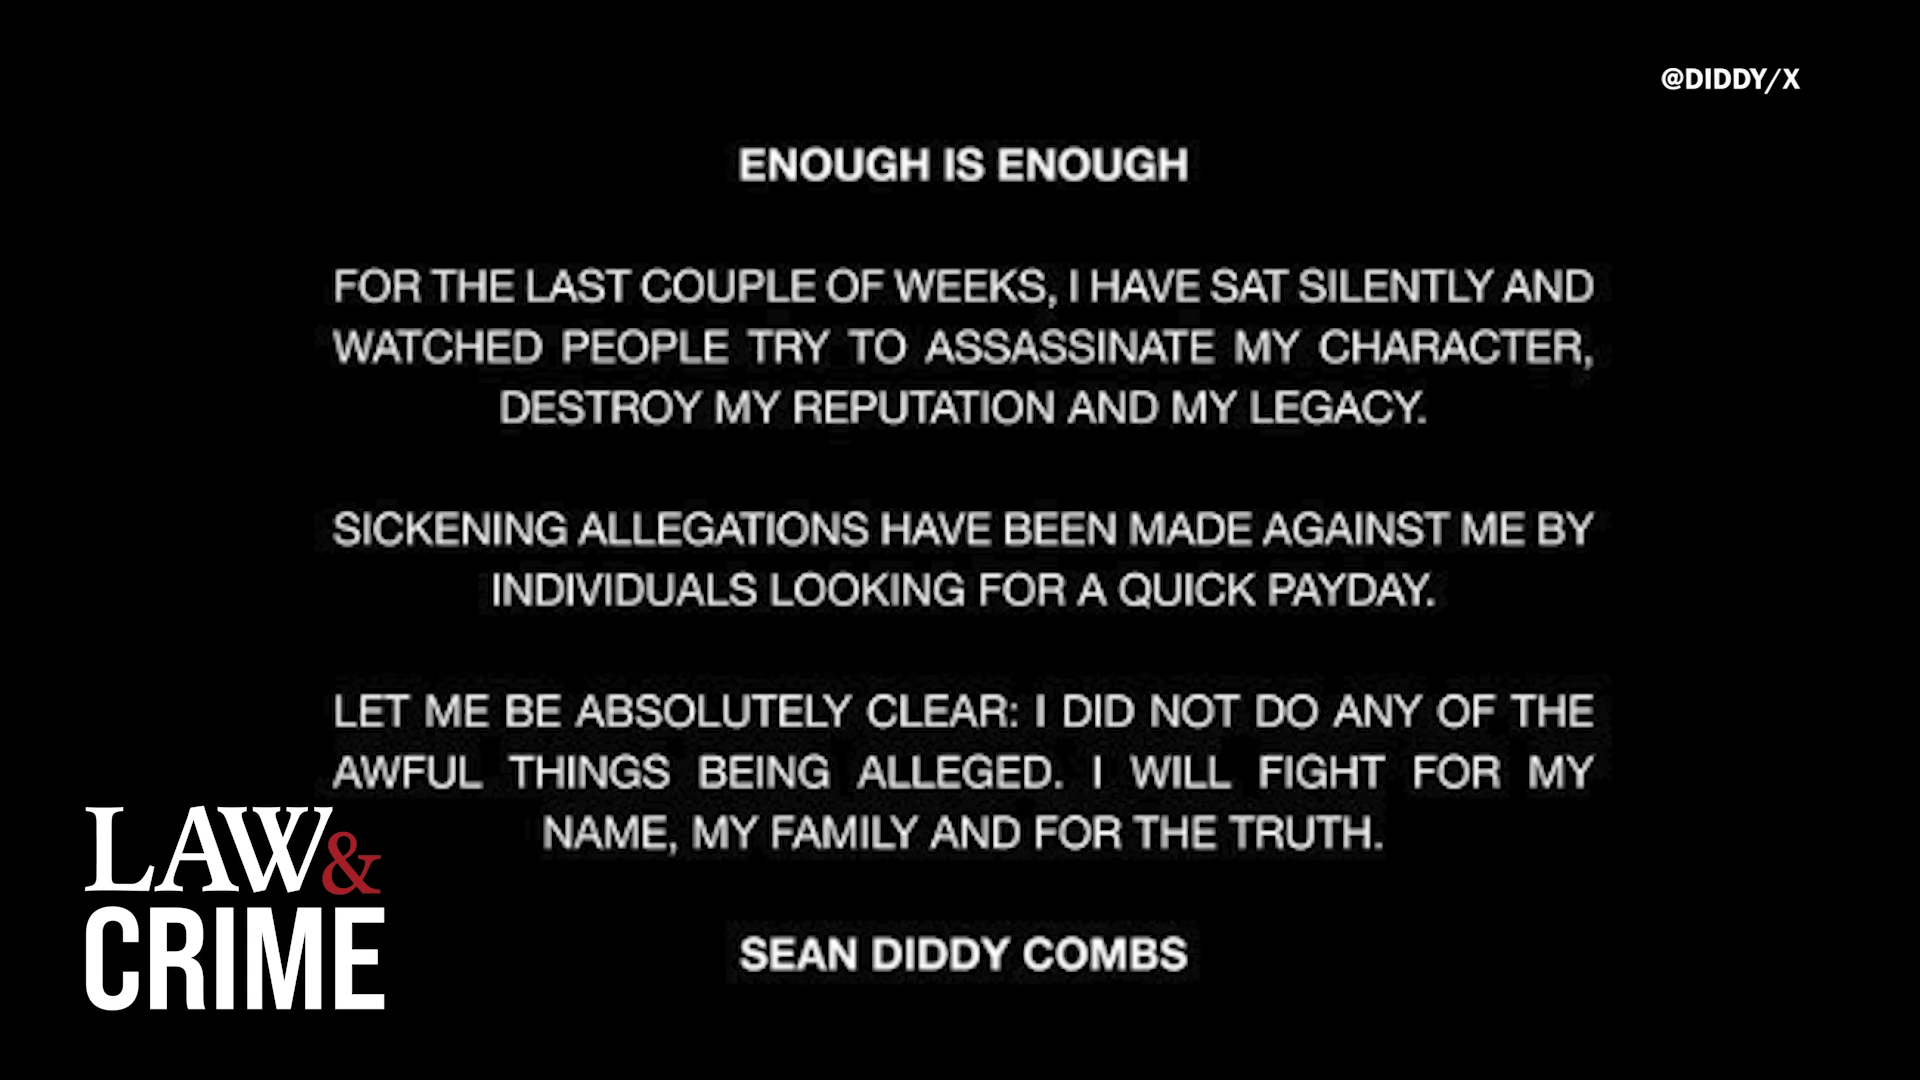 @DIDDY/X
ENOUGH IS ENOUGH
FOR THE LAST COUPLE OF WEEKS, I HAVE SAT SILENTLY AND
WATCHED PEOPLE TRY TO ASSASSINATE MY CHARACTER,
DESTROY MY REPUTATION AND MY LEGACY.
SICKENING ALLEGATIONS HAVE BEEN MADE AGAINST ME BY
INDIVIDUALS LOOKING FOR A QUICK PAYDAY.
LET ME BE ABSOLUTELY CLEAR: I DID NOT DO ANY OF THE
AWFUL THINGS BEING ALLEGED. I WILL FIGHT FOR MY
NAME, MY FAMILY AND FOR THE TRUTH.
SEAN DIDDY COMBS
LAW&
CRIME